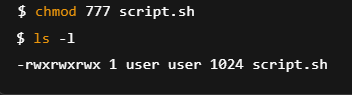 $ chmod 777 script.sh
$ ls -l
-rwxrwxrwx 1 user user 1024 script.sh